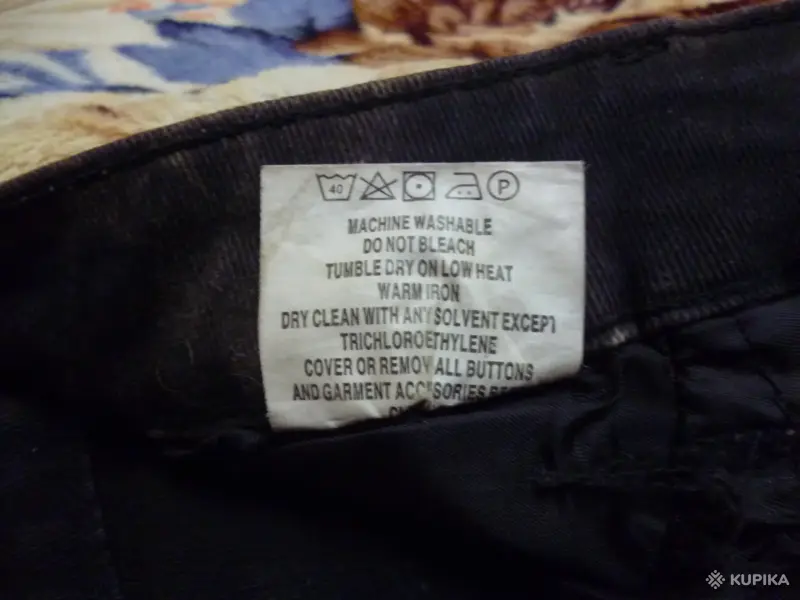 40 P
MACHINE WASHABLE
DO NOT BLEACH
TUMBLE DRY ON LOW HEAT
WARM IRON
DRY CLEAN WITH ANY SOLVENT EXCEPT
TRICHLOROETHYLENE
COVER OR REMOV ALL BUTTONS
AND GARMENT ACCESSORIES
KUPIKA